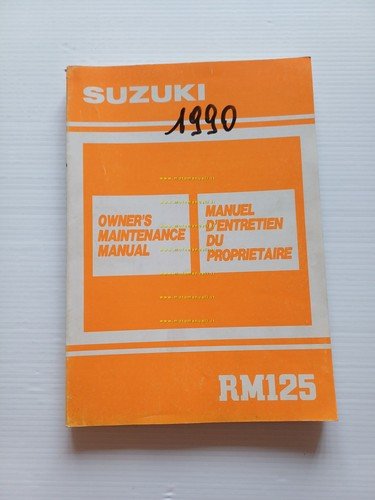 SUZUKI
1990
OWNER'S
MAINTENANCE
MANUAL
MANUEL
D'ENTRETIEN
DU
PROPRIETAIRE
RM125